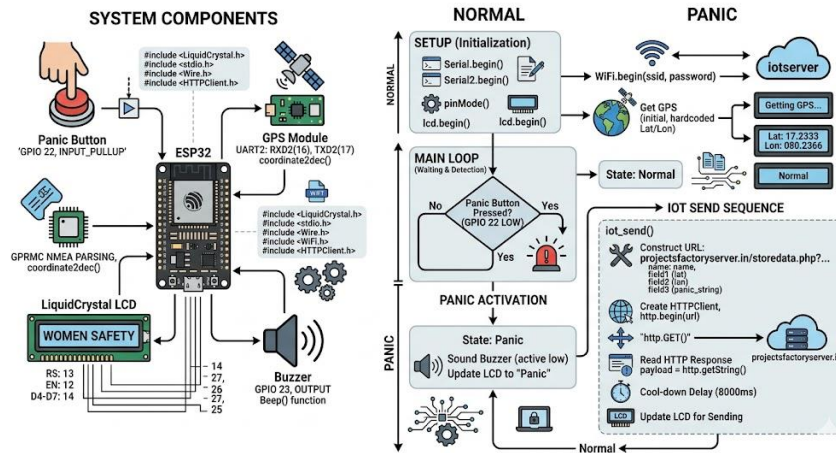 SYSTEM COMPONENTS
#include <LiquidCrystal.h>
#include <stdio.h>
#include <Wire.h>
#include <HTTPClient.h>
Panic Button
'GPIO 22, INPUT_PULLUP'
ESP32
GPS Module
UART2: RXD2(16), TXD2(17)
coordinate2dec()
#include <LiquidCrystal.h>
#include <stdio.h>
#include <Wire.h>
#include <WiFi.h>
#include <HTTPClient.h>
GPRMC NMEA PARSING,
coordinate2dec()
LiquidCrystal LCD
WOMEN SAFETY
RS: 13
EN: 12
D4-D7: 14
14
27,
26
27,
25
Buzzer
GPIO 23, OUTPUT
Beep() function
NORMAL
PANIC
NORMAL
SETUP (Initialization)
Serial.begin()
Serial2.begin()
pinMode()
lcd.begin()
lcd.begin()
WiFi.begin(ssid, password)
iotserver
Get GPS
(initial, hardcoded
Lat/Lon)
Getting GPS...
Lat: 17.2333
Lon: 080.2366
Normal
MAIN LOOP
(Waiting & Detection)
Panic Button
Pressed?
(GPIO 22 LOW)
No
Yes
Yes
State: Normal
PANIC ACTIVATION
PANIC
State: Panic
Sound Buzzer (active low)
Update LCD to "Panic"
IOT SEND SEQUENCE
iot_send()
Construct URL:
projectsfactoryserver.in/storedata.php?...
name: name,
field1 (lat)
field2 (lan)
field3 (panic_string)
Create HTTPClient,
http.begin(url)
"http.GET()"
projectsfactoryserver.i
Read HTTP Response
payload = http.getString()
Cool-down Delay (8000ms)
LCD
Update LCD for Sending
Normal